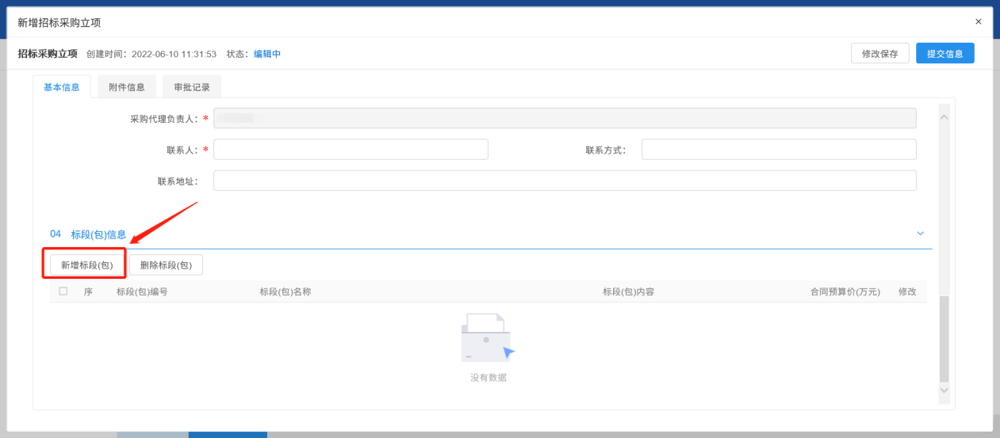 新增招标采购立项 ×
招标采购立项 创建时间：2022-06-10 11:31:53 状态：编辑中 修改保存 提交信息
基本信息 附件信息 审批记录
采购代理负责人：*
联系人：* 联系方式：
联系地址：
04 标段(包)信息
新增标段(包) 删除标段(包)
序 标段(包)编号 标段(包)名称 标段(包)内容 合同预算价(万元) 修改
没有数据